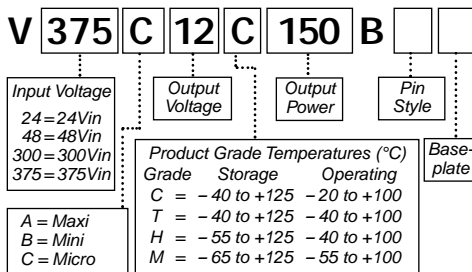 V 375 C 12 C 150 B
Input Voltage
24 = 24Vin
48 = 48Vin
300 = 300Vin
375 = 375Vin
Output
Voltage
Output
Power
Pin
Style
Base-
plate
A = Maxi
B = Mini
C = Micro
Product Grade Temperatures (°C)
Grade Storage Operating
C = – 40 to +125 – 20 to +100
T = – 40 to +125 – 40 to +100
H = – 55 to +125 – 40 to +100
M = – 65 to +125 – 55 to +100